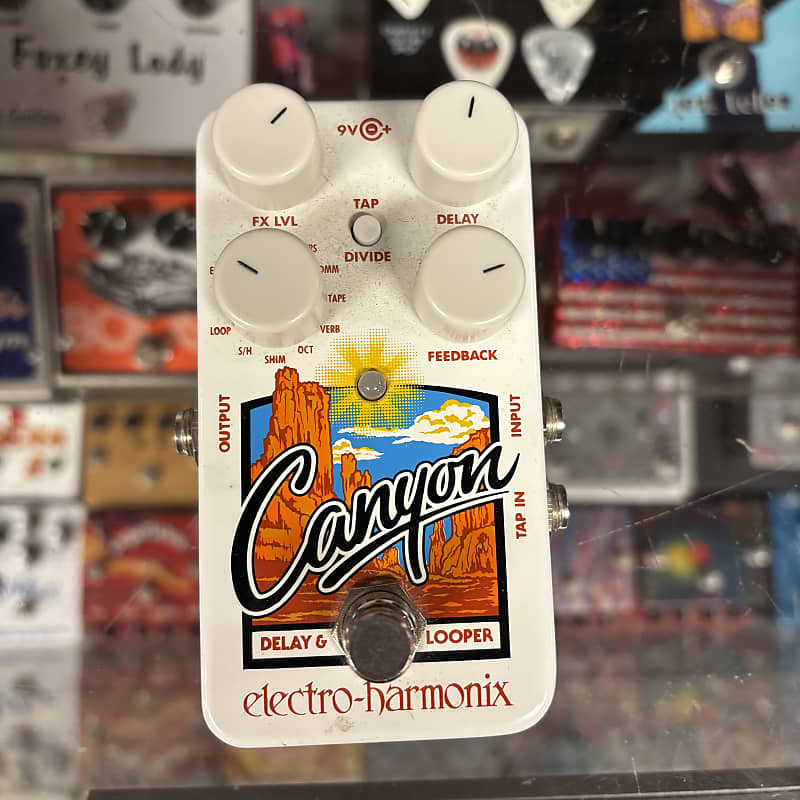 Foxey Lady
9V +
TAP
FX LVL
DELAY
DIVIDE
TAPE
LOOP
VERB
S/H
SHIM
OCT
FEEDBACK
OUTPUT
INPUT
TAP IN
Canyon
DELAY & LOOPER
electro-harmonix